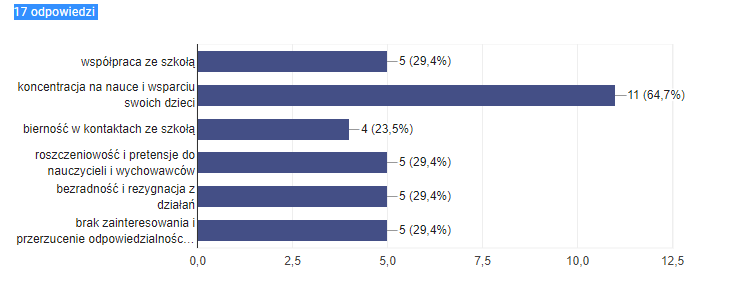 17 odpowiedzi
współpraca ze szkołą
5 (29,4%)
koncentracja na nauce i wsparciu
swoich dzieci
11 (64,7%)
bierność w kontaktach ze szkołą
4 (23,5%)
roszczeniowość i pretensje do
nauczycieli i wychowawców
5 (29,4%)
bezradność i rezygnacja z
działań
5 (29,4%)
brak zainteresowania i
przerzucenie odpowiedzialnośc…
5 (29,4%)
0,0 2,5 5,0 7,5 10,0 12,5